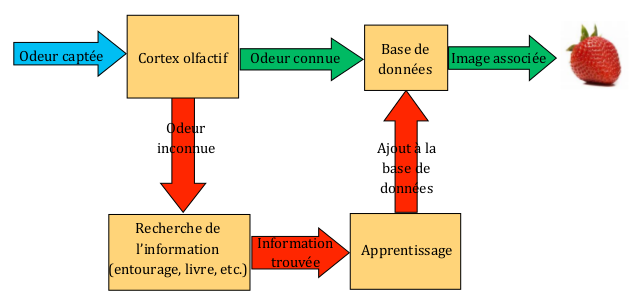 Odeur captée
Cortex olfactif
Odeur connue
Base de
données
Image associée
Odeur
inconnue
Ajout à la
base de
données
Recherche de
l'information
(entourage, livre, etc.)
Information
trouvée
Apprentissage